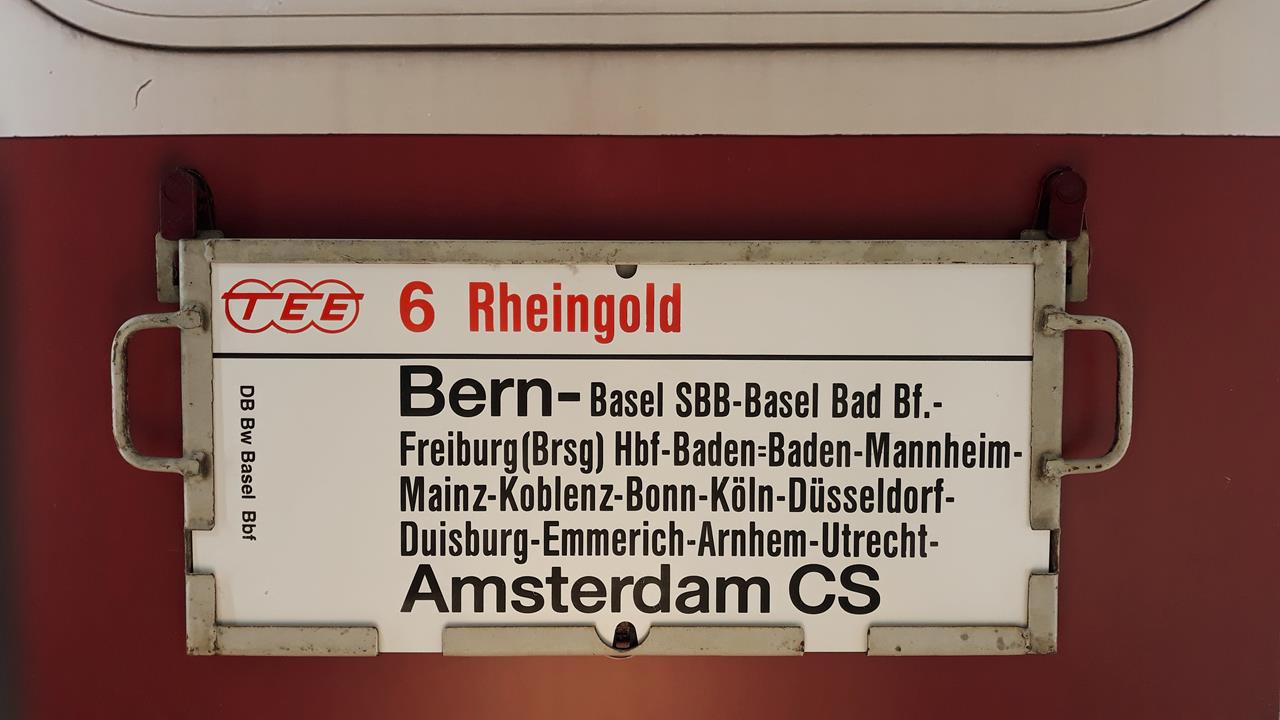 TEE 6 Rheingold
DB Bw Basel Bbf
Bern- Basel SBB-Basel Bad Bf.-
Freiburg(Brsg) Hbf-Baden=Baden-Mannheim-
Mainz-Koblenz-Bonn-Köln-Düsseldorf-
Duisburg-Emmerich-Arnhem-Utrecht-
Amsterdam CS